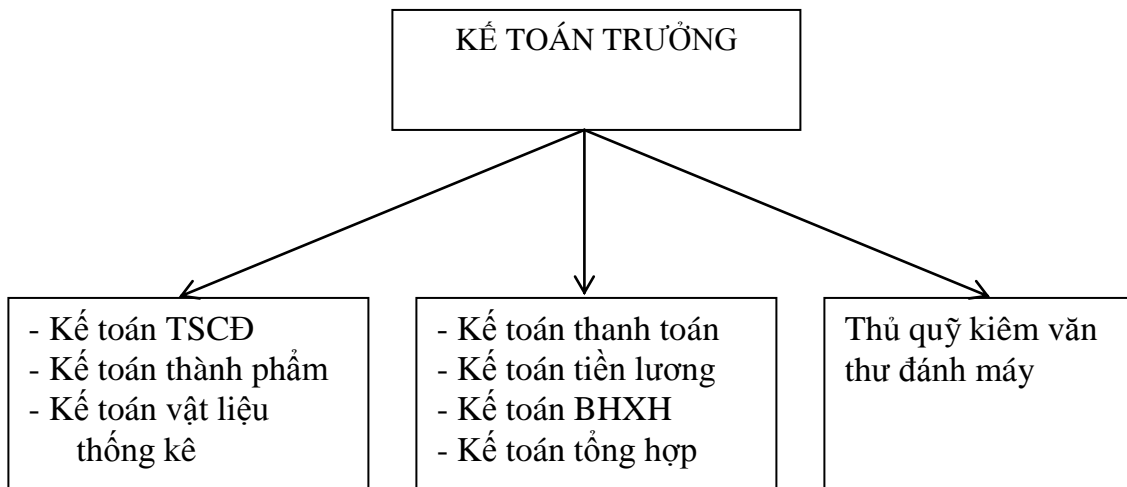 KẾ TOÁN TRƯỞNG
- Kế toán TSCĐ
- Kế toán thành phẩm
- Kế toán vật liệu
thống kê
- Kế toán thanh toán
- Kế toán tiền lương
- Kế toán BHXH
- Kế toán tổng hợp
Thủ quỹ kiêm văn
thư đánh máy